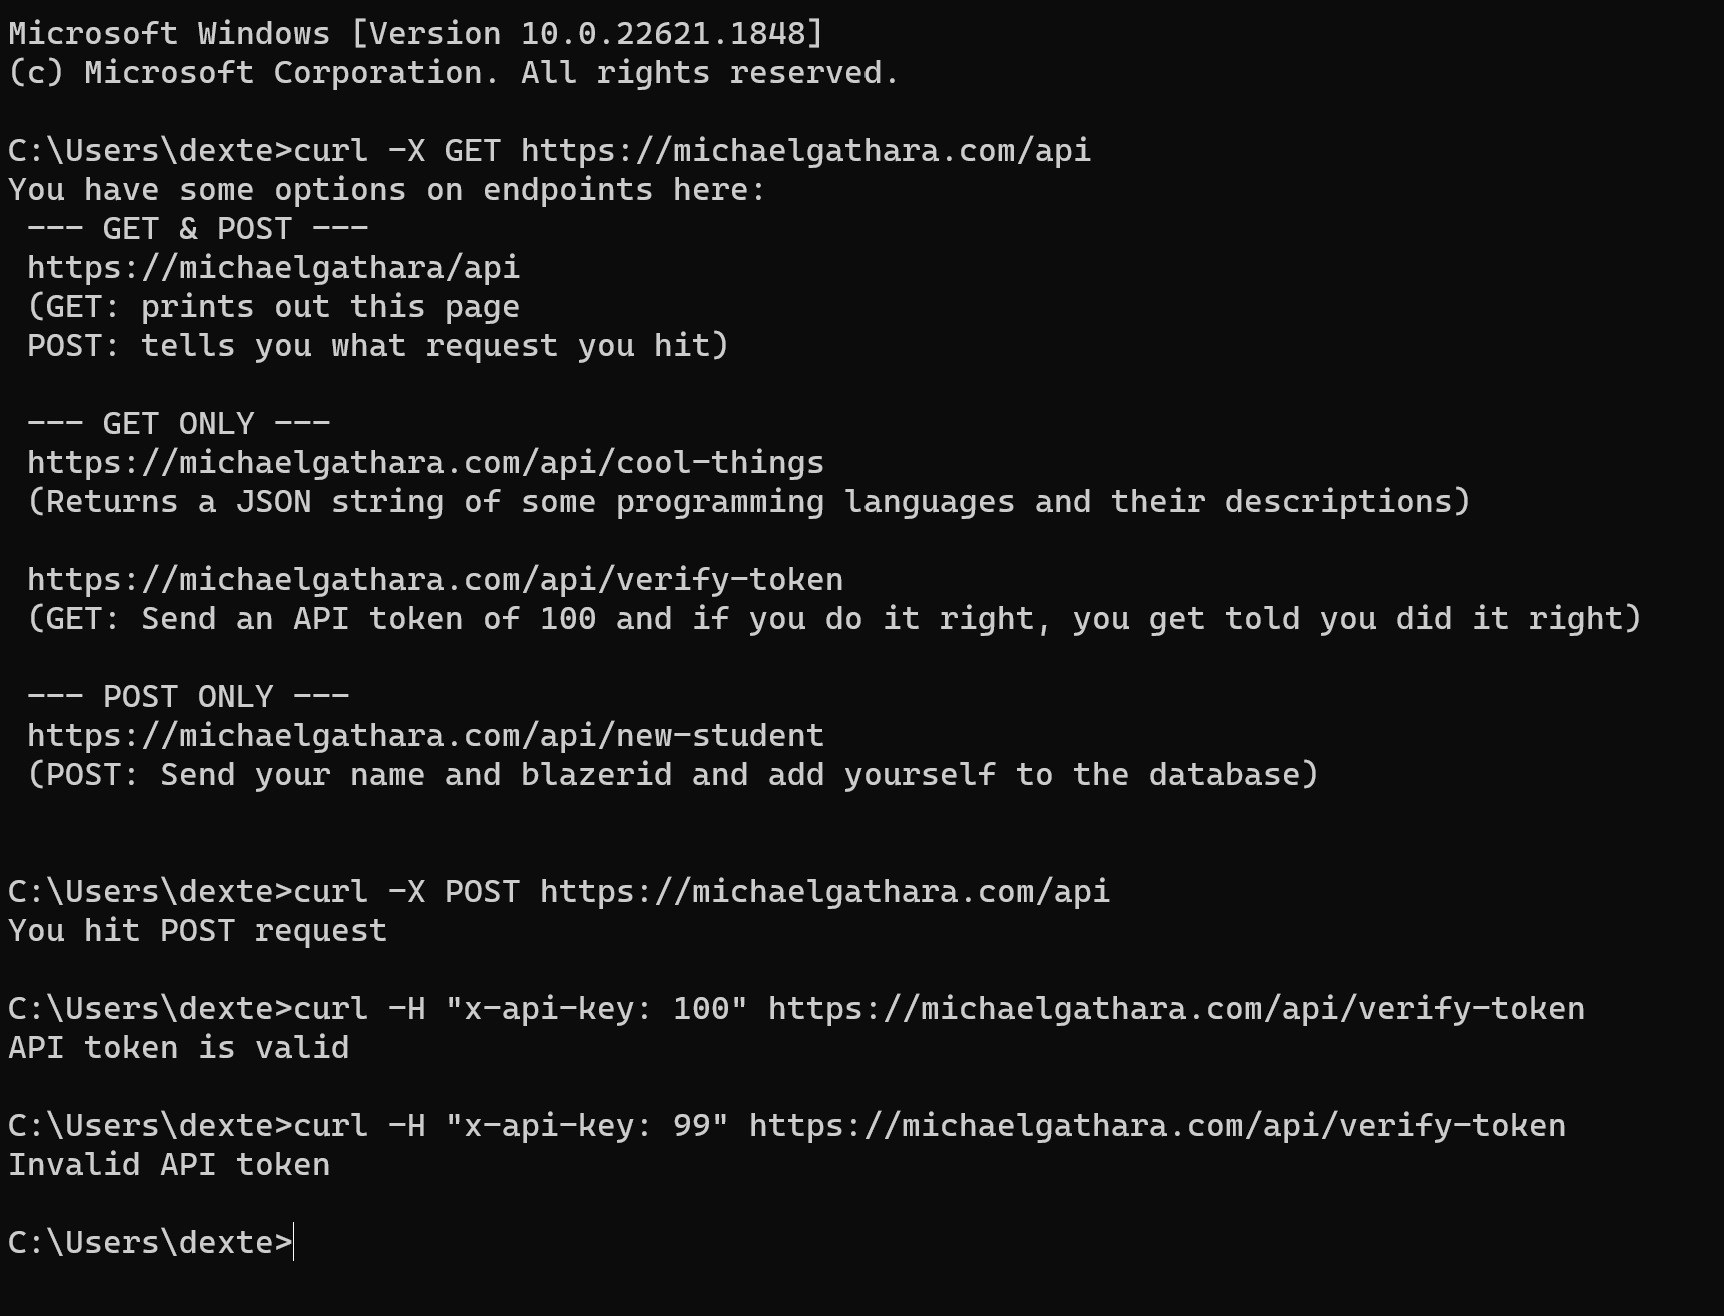 Microsoft Windows [Version 10.0.22621.1848]
(c) Microsoft Corporation. All rights reserved.
C:\Users\dexte>curl -X GET https://michaelgathara.com/api
You have some options on endpoints here:
--- GET & POST ---
https://michaelgathara/api
(GET: prints out this page
POST: tells you what request you hit)
--- GET ONLY ---
https://michaelgathara.com/api/cool-things
(Returns a JSON string of some programming languages and their descriptions)
https://michaelgathara.com/api/verify-token
(GET: Send an API token of 100 and if you do it right, you get told you did it right)
--- POST ONLY ---
https://michaelgathara.com/api/new-student
(POST: Send your name and blazerid and add yourself to the database)
C:\Users\dexte>curl -X POST https://michaelgathara.com/api
You hit POST request
C:\Users\dexte>curl -H "x-api-key: 100" https://michaelgathara.com/api/verify-token
API token is valid
C:\Users\dexte>curl -H "x-api-key: 99" https://michaelgathara.com/api/verify-token
Invalid API token
C:\Users\dexte>